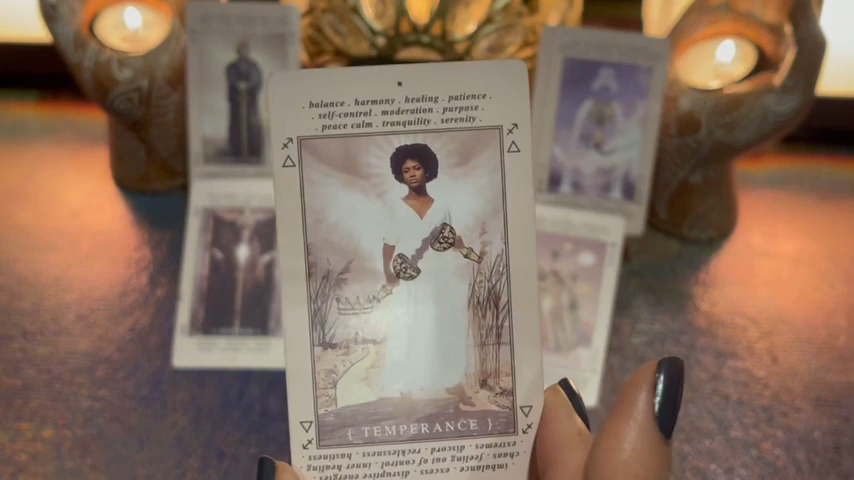 . balance . harmony . healing . patience .
. self-control . moderation . purpose .
. peace calm . tranquility . serenity .
{ TEMPERANCE }
extremes . discord . recklessness . hastiness
chaos . feeling out of control . inner healing
imbalance . excess . disruptive energies